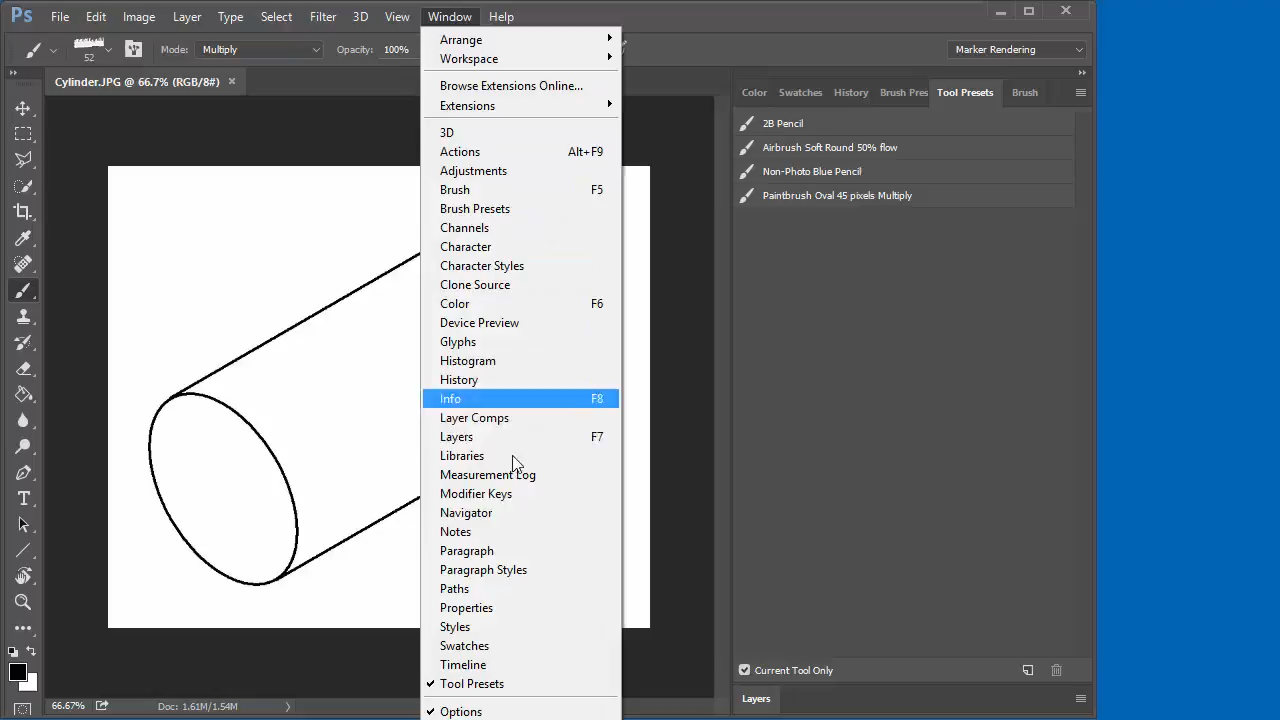 Ps File Edit Image Layer Type Select Filter 3D View Window Help
52 Mode: Multiply Opacity: 100% Marker Rendering
Cylinder.JPG @ 66.7% (RGB/8#)
Color Swatches History Brush Pres Tool Presets Brush
2B Pencil
Airbrush Soft Round 50% flow
Non-Photo Blue Pencil
Paintbrush Oval 45 pixels Multiply
Arrange
Workspace
Browse Extensions Online...
Extensions
3D
Actions Alt+F9
Adjustments
Brush F5
Brush Presets
Channels
Character
Character Styles
Clone Source
Color F6
Device Preview
Glyphs
Histogram
History
Info F8
Layer Comps
Layers F7
Libraries
Measurement Log
Modifier Keys
Navigator
Notes
Paragraph
Paragraph Styles
Paths
Properties
Styles
Swatches
Timeline
Tool Presets
Options
Current Tool Only
Layers
66.67% Doc: 1.61M/1.54M